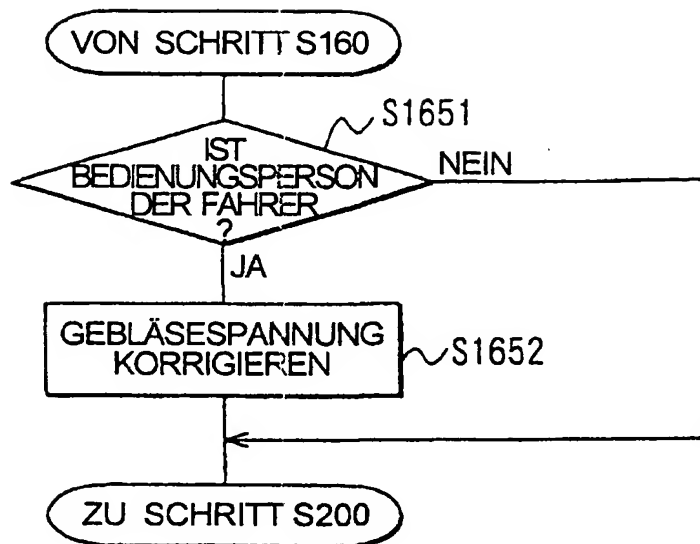 VON SCHRITT S160
S1651
IST
BEDIENUNGSPERSON
DER FAHRER
?
NEIN
JA
GEBLÄSESPANNUNG
KORRIGIEREN
S1652
ZU SCHRITT S200